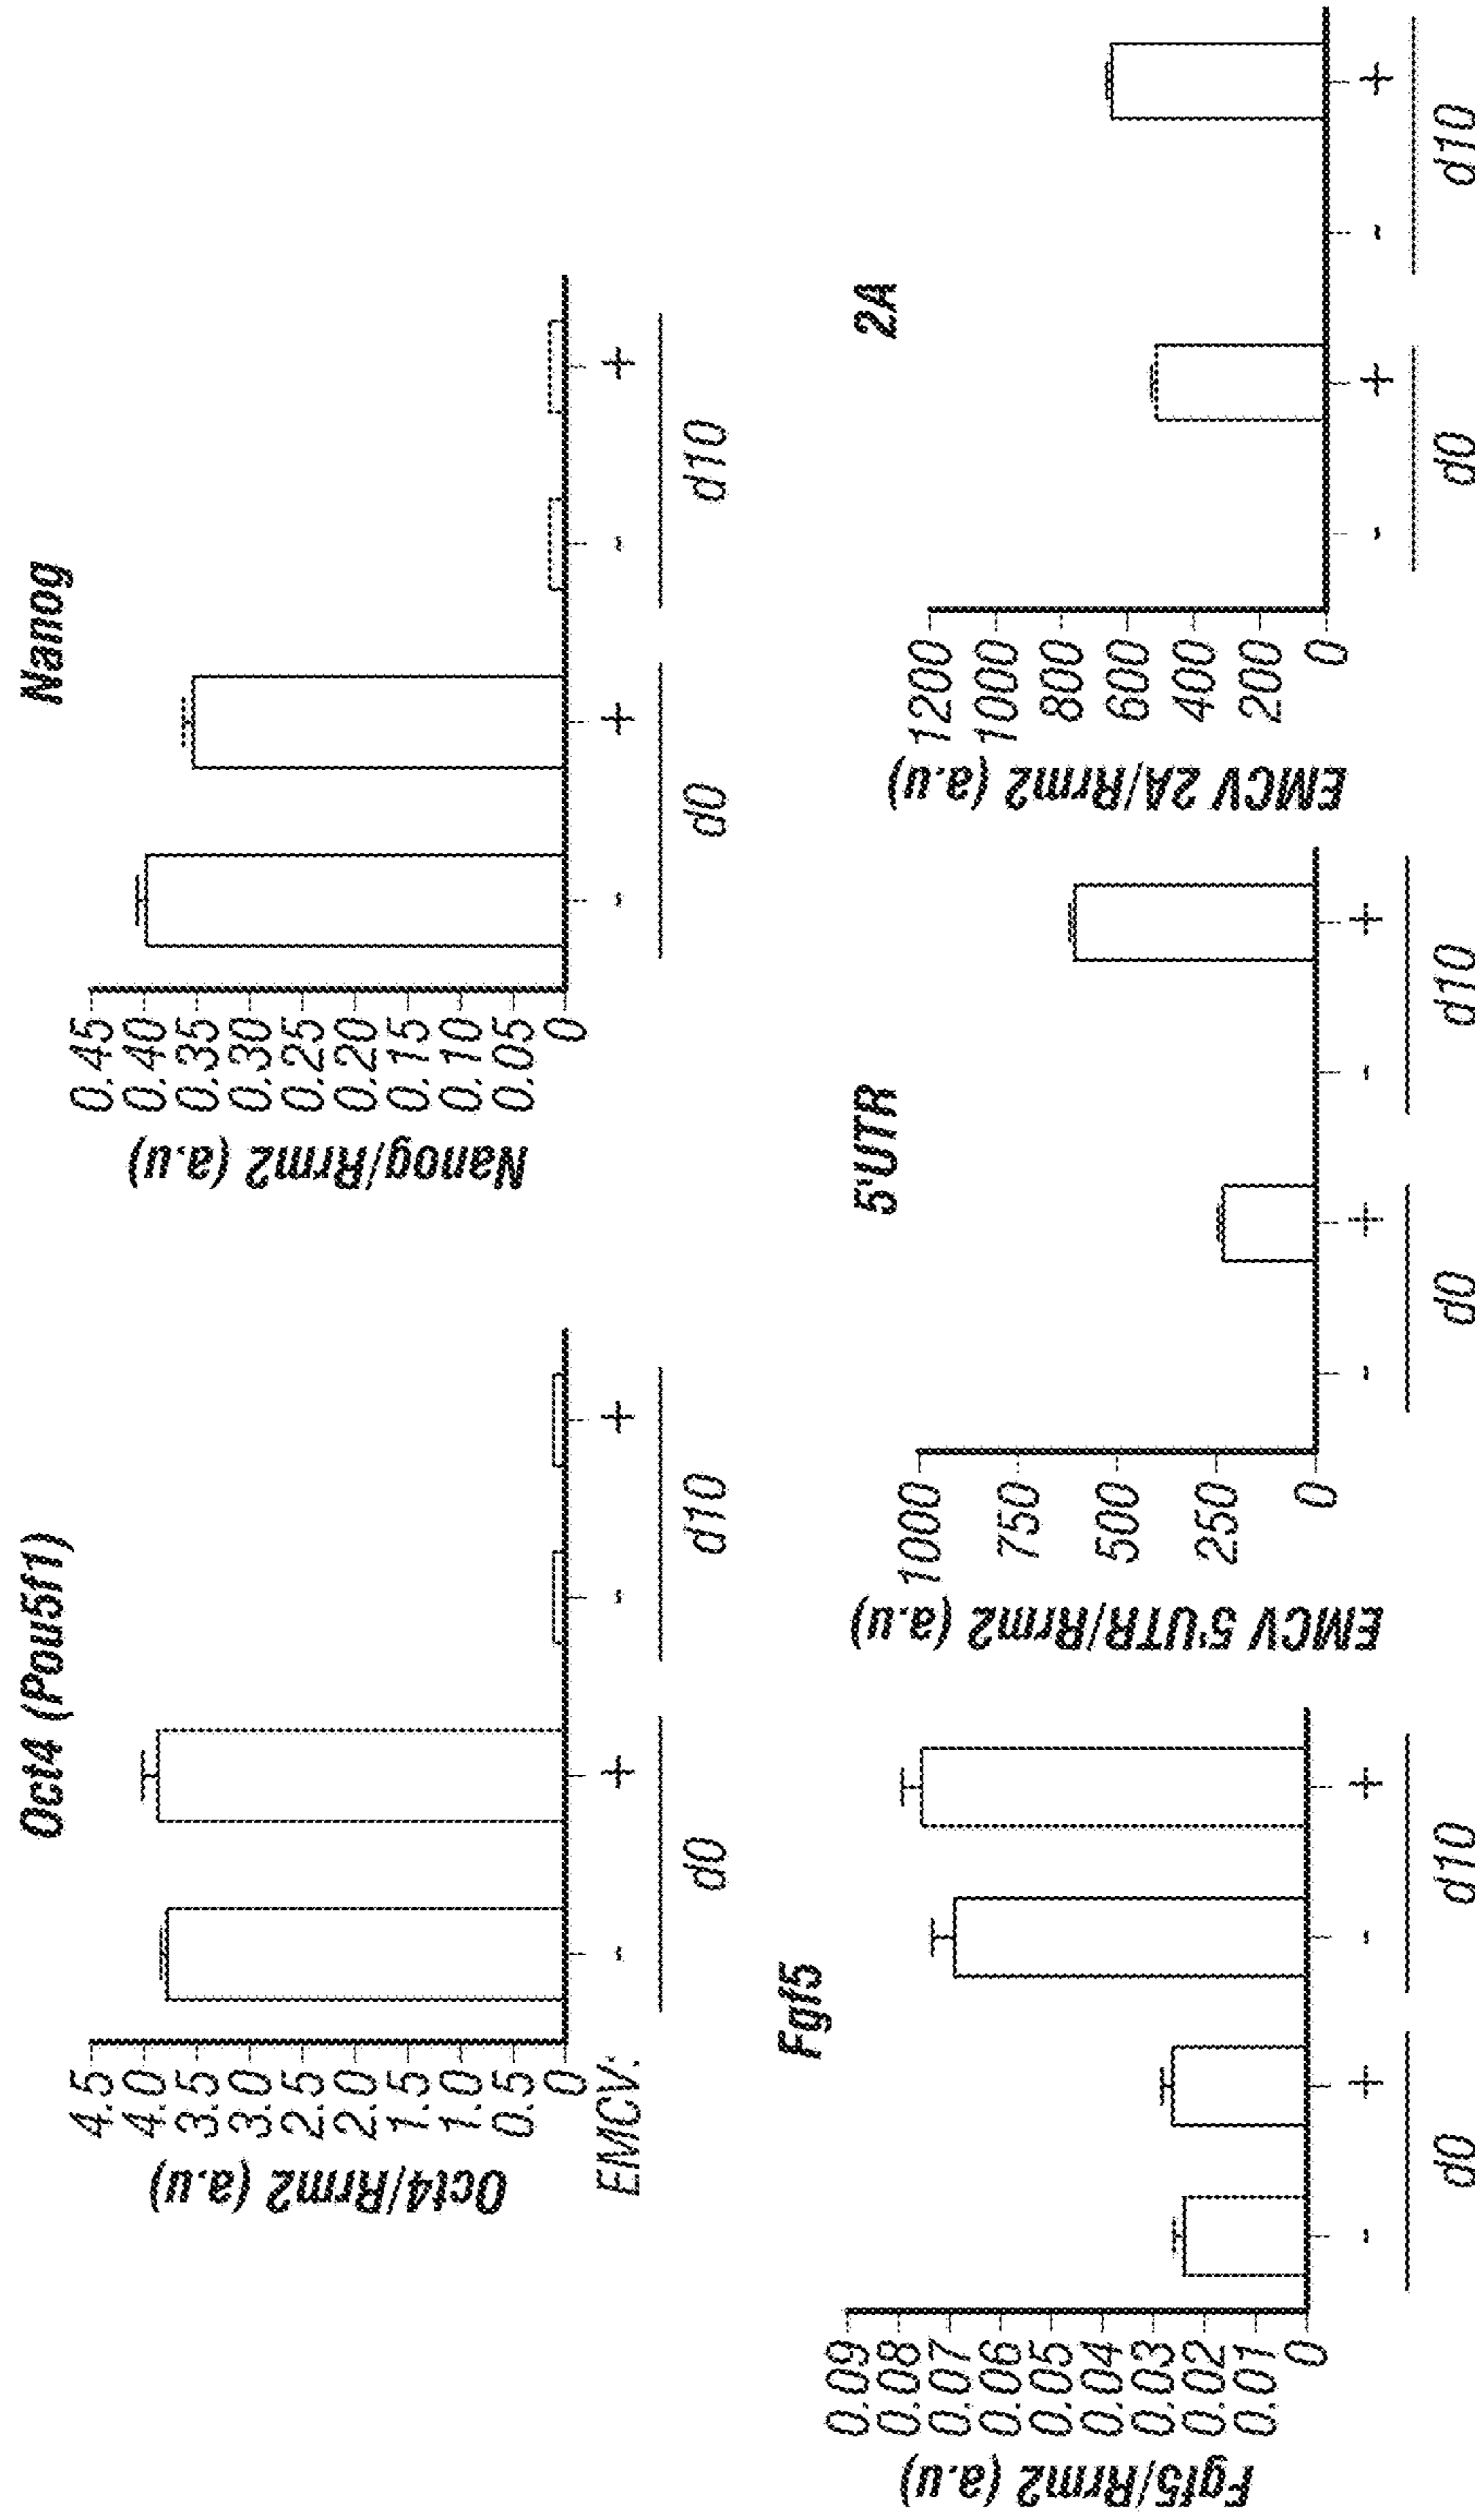 Oct4 (Pou5f1)
Oct4/Rrm2 (a.u)
4.5
4.0
3.5
3.0
2.5
2.0
1.5
1.0
0.5
0
EMCV: - + - +
d0 d10
Nanog
Nanog/Rrm2 (a.u)
0.45
0.40
0.35
0.30
0.25
0.20
0.15
0.10
0.05
0
- + - +
d0 d10
Fgf5
Fgf5/Rrm2 (a.u)
0.09
0.08
0.07
0.06
0.05
0.04
0.03
0.02
0.01
0
- + - +
d0 d10
5'UTR
EMCV 5'UTR/Rrm2 (a.u)
1000
750
500
250
0
- + - +
d0 d10
2A
EMCV 2A/Rrm2 (a.u)
1200
1000
800
600
400
200
0
- + - +
d0 d10